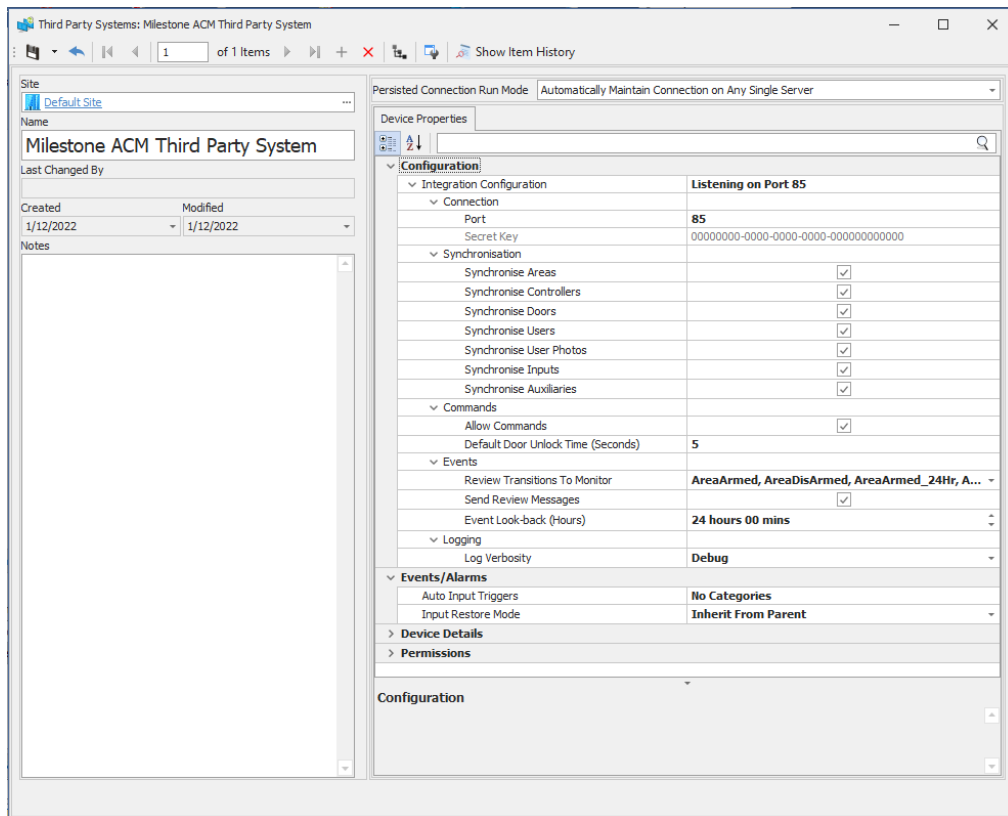 Third Party Systems: Milestone ACM Third Party System
1 of 1 Items Show Item History
Site
Default Site ...
Name
Milestone ACM Third Party System
Last Changed By
Created Modified
1/12/2022 1/12/2022
Notes
Persisted Connection Run Mode Automatically Maintain Connection on Any Single Server
Device Properties
Configuration
Integration Configuration Listening on Port 85
Connection
Port 85
Secret Key 00000000-0000-0000-0000-000000000000
Synchronisation
Synchronise Areas
Synchronise Controllers
Synchronise Doors
Synchronise Users
Synchronise User Photos
Synchronise Inputs
Synchronise Auxiliaries
Commands
Allow Commands
Default Door Unlock Time (Seconds) 5
Events
Review Transitions To Monitor AreaArmed, AreaDisArmed, AreaArmed_24Hr, A...
Send Review Messages
Event Look-back (Hours) 24 hours 00 mins
Logging
Log Verbosity Debug
Events/Alarms
Auto Input Triggers No Categories
Input Restore Mode Inherit From Parent
Device Details
Permissions
Configuration